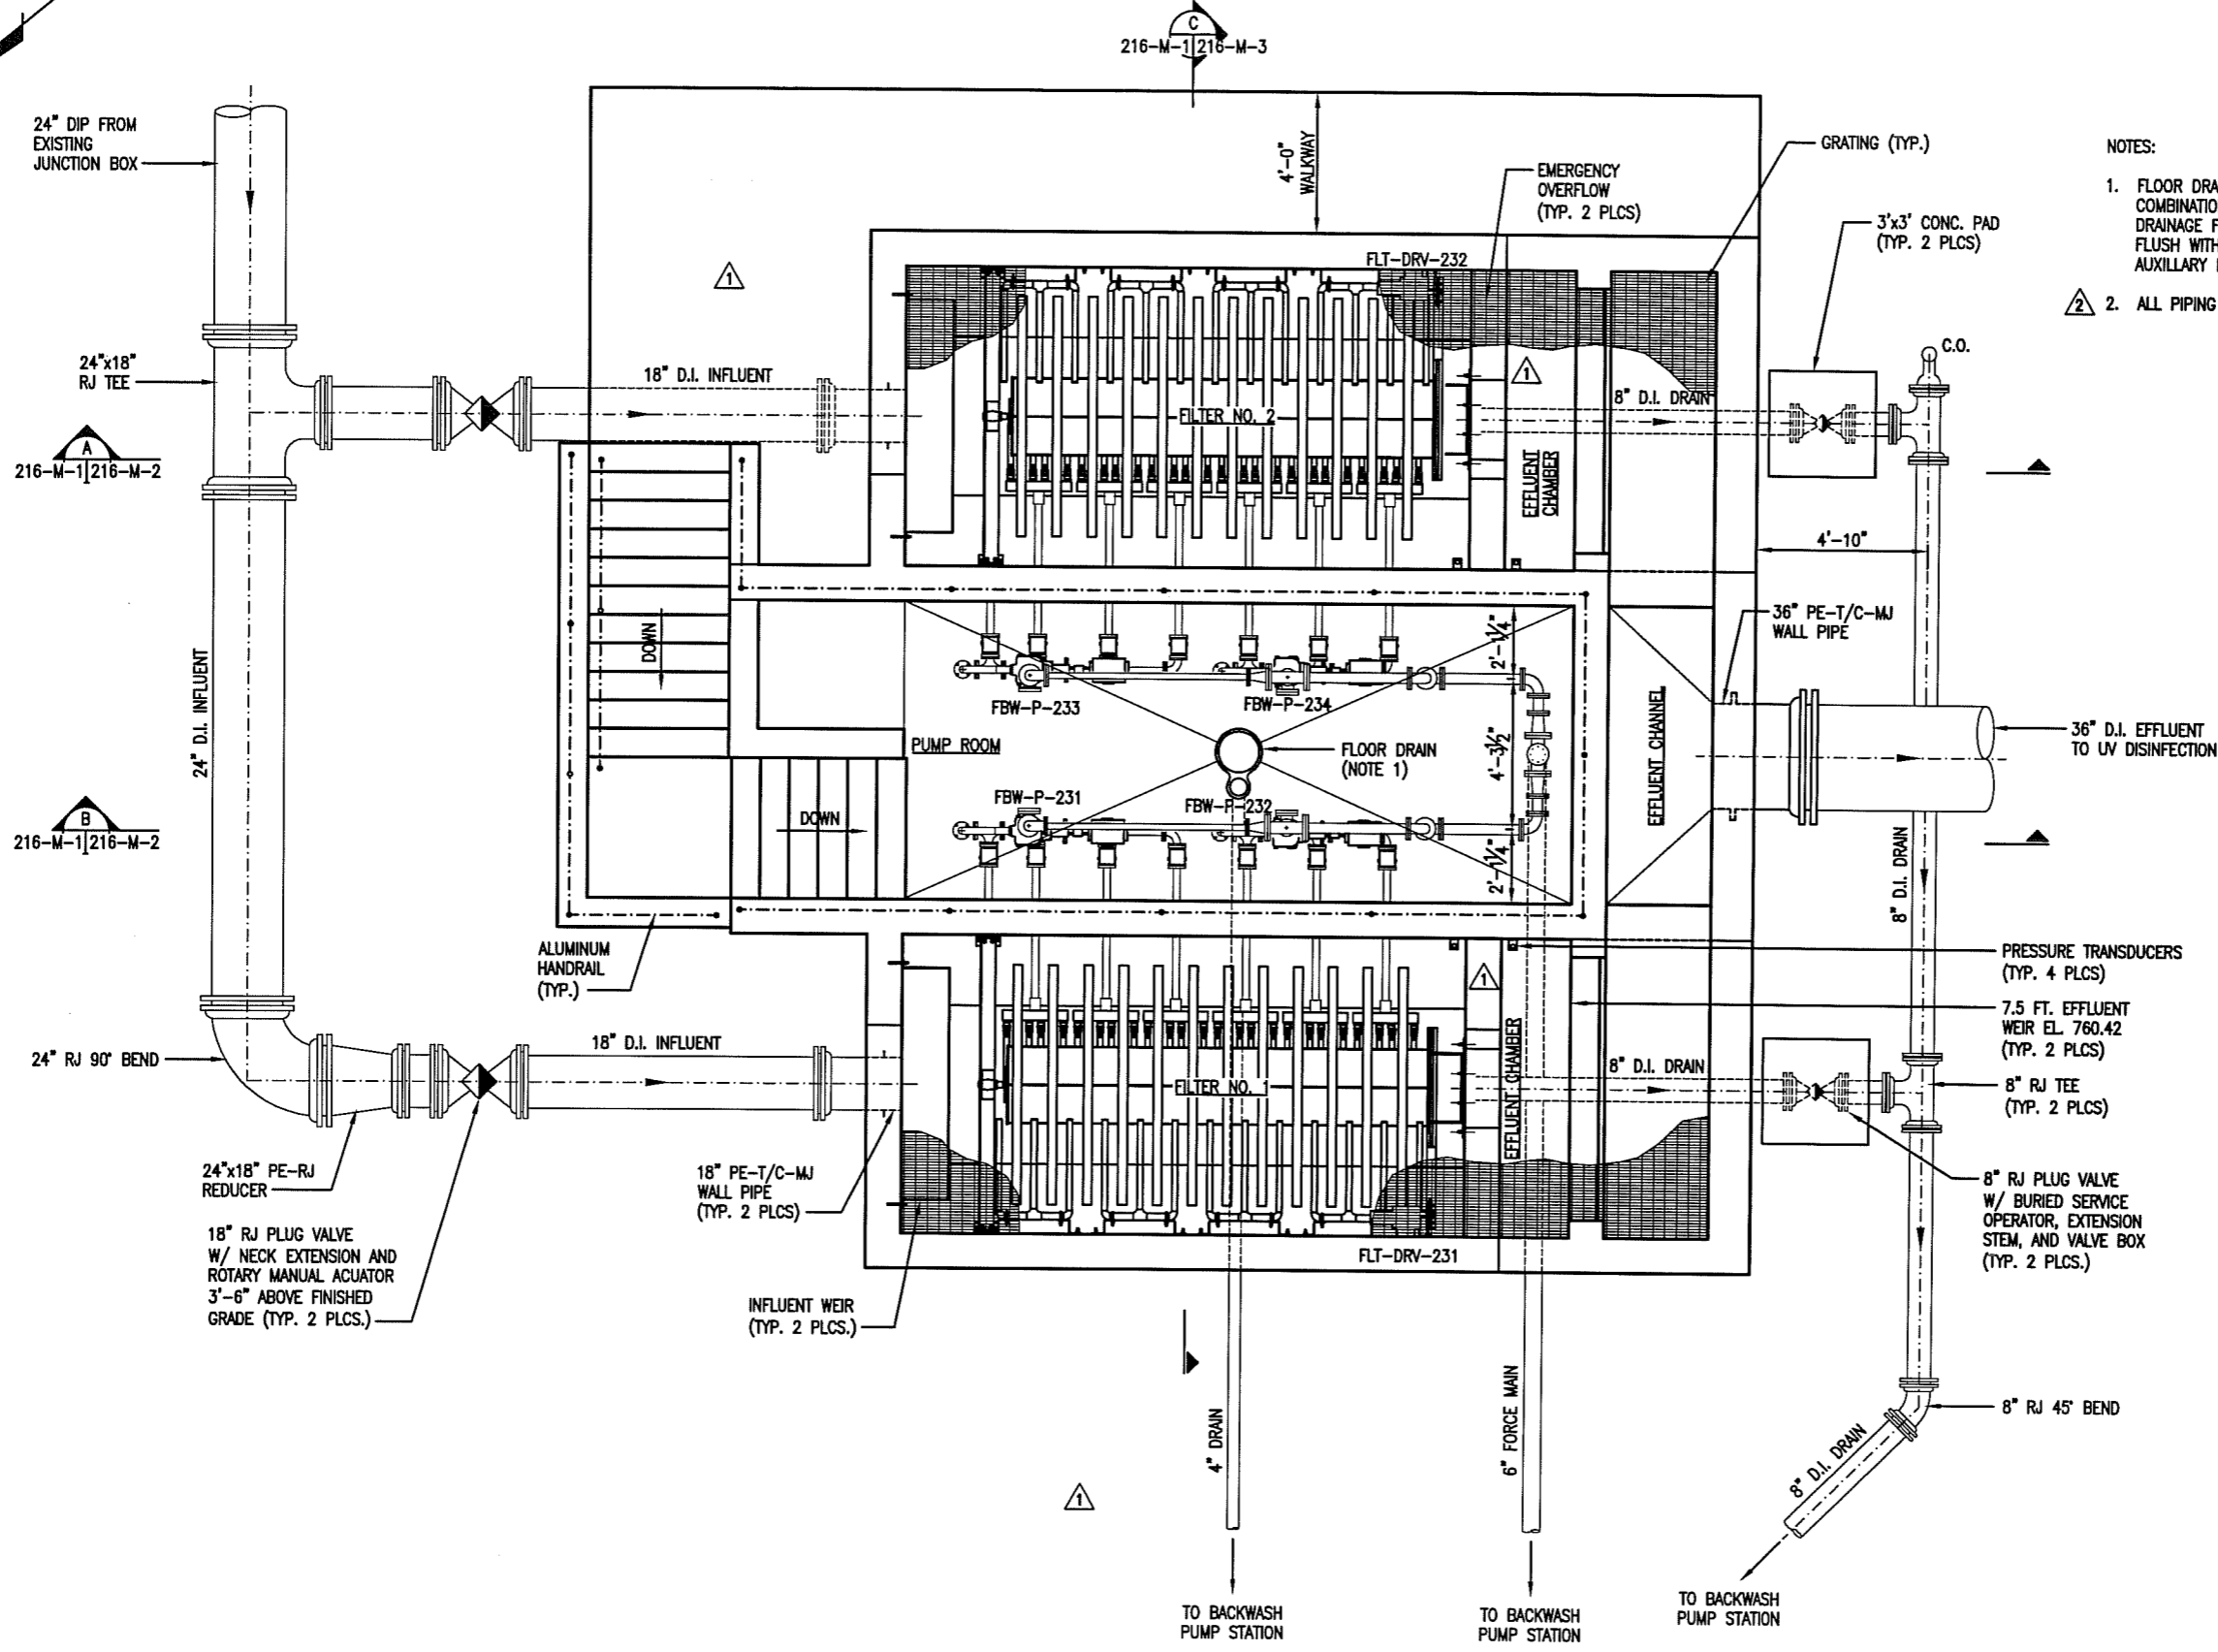 C
216-M-1 216-M-3
24" DIP FROM
EXISTING
JUNCTION BOX
4'-0"
WALKWAY
EMERGENCY
OVERFLOW
(TYP. 2 PLCS)
GRATING (TYP.)
3'x3' CONC. PAD
(TYP. 2 PLCS)
NOTES:
1. FLOOR DRA
COMBINATIO
DRAINAGE F
FLUSH WITH
AUXILLARY
2 2. ALL PIPING
1
FLT-DRV-232
24"x18"
RJ TEE
18" D.I. INFLUENT
FILTER NO. 2
1
8" D.I. DRAIN
C.O.
A
216-M-1 216-M-2
EFFLUENT
CHAMBER
4'-10"
24" D.I. INFLUENT
DOWN
2'-1¼"
36" PE-T/C-MJ
WALL PIPE
FBW-P-233
FBW-P-234
PUMP ROOM
FLOOR DRAIN
(NOTE 1)
4'-3½"
EFFLUENT CHANNEL
36" D.I. EFFLUENT
TO UV DISINFECTION
B
216-M-1 216-M-2
DOWN
FBW-P-231
FBW-P-232
2'-1¼"
8" D.I. DRAIN
ALUMINUM
HANDRAIL
(TYP.)
1
PRESSURE TRANSDUCERS
(TYP. 4 PLCS)
7.5 FT. EFFLUENT
WEIR EL. 760.42
(TYP. 2 PLCS)
24" RJ 90° BEND
18" D.I. INFLUENT
FILTER NO. 1
EFFLUENT CHAMBER
8" D.I. DRAIN
8" RJ TEE
(TYP. 2 PLCS)
24"x18" PE-RJ
REDUCER
18" PE-T/C-MJ
WALL PIPE
(TYP. 2 PLCS)
8" RJ PLUG VALVE
W/ BURIED SERVICE
OPERATOR, EXTENSION
STEM, AND VALVE BOX
(TYP. 2 PLCS.)
18" RJ PLUG VALVE
W/ NECK EXTENSION AND
ROTARY MANUAL ACUATOR
3'-6" ABOVE FINISHED
GRADE (TYP. 2 PLCS.)
FLT-DRV-231
INFLUENT WEIR
(TYP. 2 PLCS.)
4" DRAIN
6" FORCE MAIN
8" RJ 45° BEND
8" D.I. DRAIN
1
TO BACKWASH
PUMP STATION
TO BACKWASH
PUMP STATION
TO BACKWASH
PUMP STATION